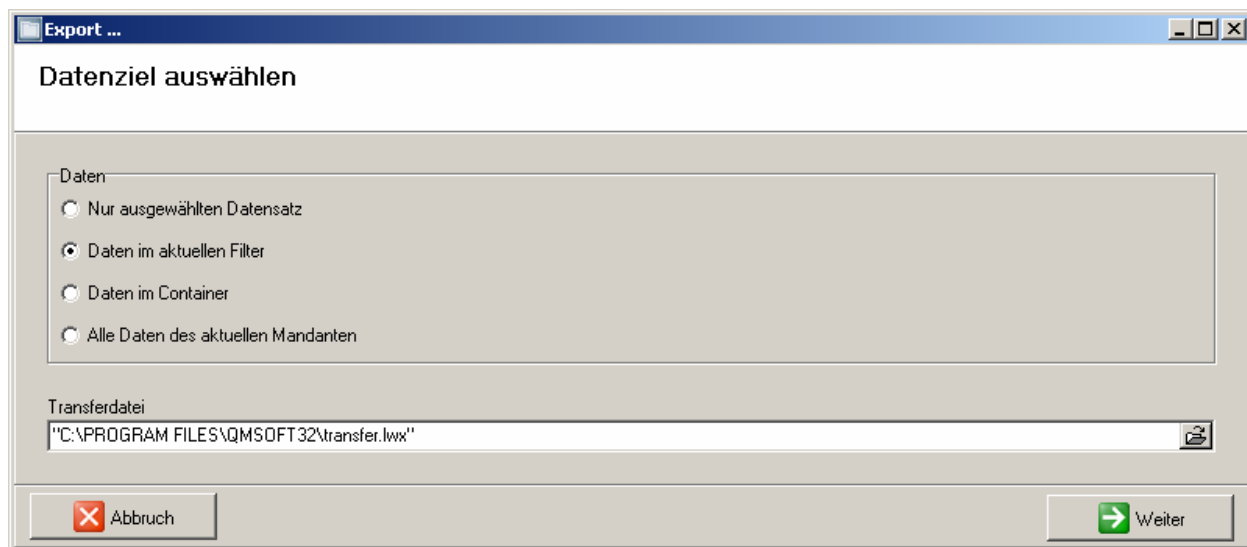 Export ...
Datenziel auswählen
Daten
Nur ausgewählten Datensatz
Daten im aktuellen Filter
Daten im Container
Alle Daten des aktuellen Mandanten
Transferdatei
"C:\PROGRAM FILES\QMSOFT32\transfer.lwx"
Abbruch
Weiter